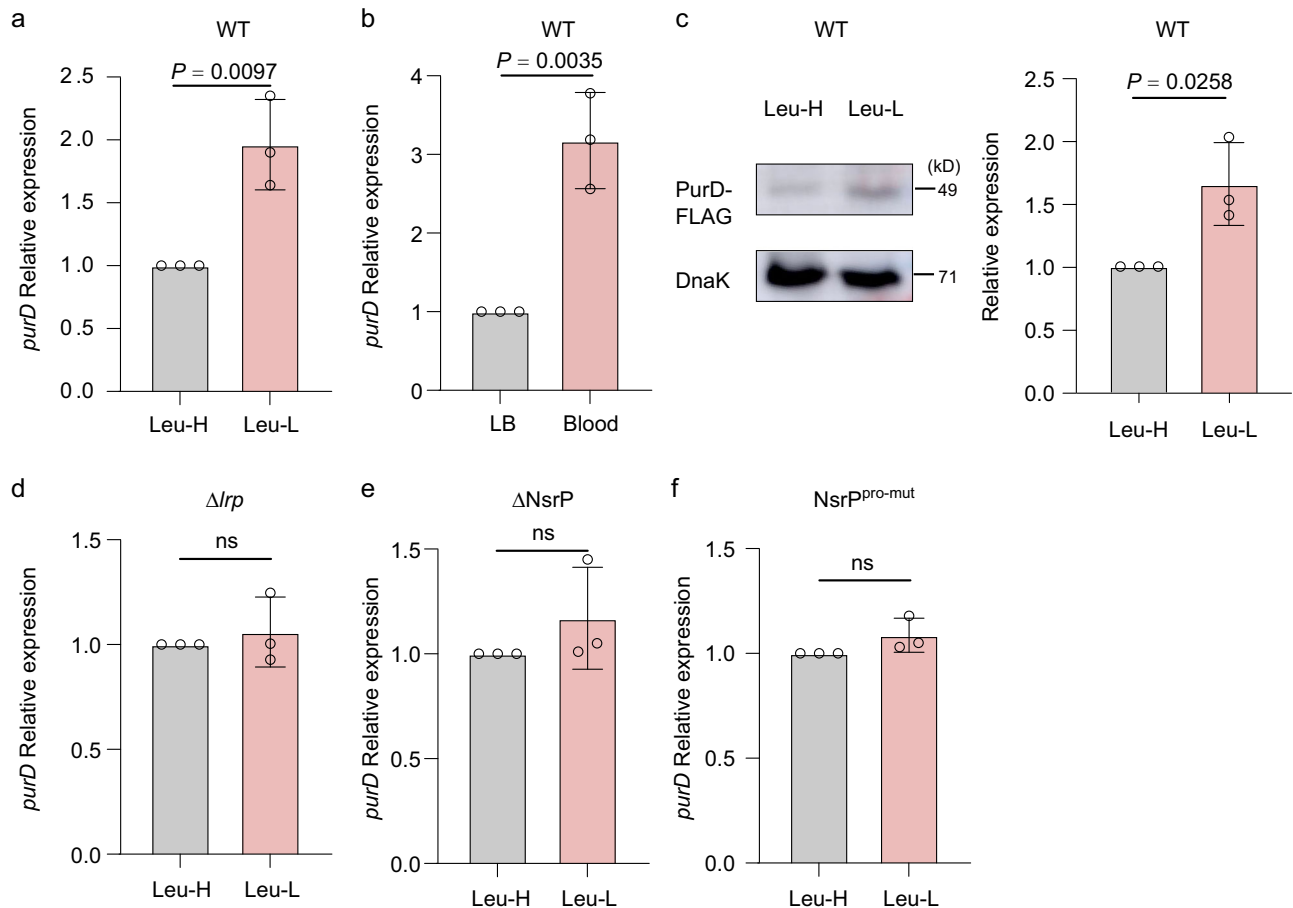 a
WT
P = 0.0097
purD Relative expression
2.5
2.0
1.5
1.0
0.5
0.0
Leu-H
Leu-L
b
WT
P = 0.0035
purD Relative expression
4
3
2
1
0
LB
Blood
c
WT
Leu-H
Leu-L
(kD)
PurD-
FLAG
49
DnaK
71
WT
P = 0.0258
Relative expression
2.5
2.0
1.5
1.0
0.5
0.0
Leu-H
Leu-L
d
Δlrp
ns
purD Relative expression
1.5
1.0
0.5
0.0
Leu-H
Leu-L
e
ΔNsrP
ns
purD Relative expression
1.5
1.0
0.5
0.0
Leu-H
Leu-L
f
NsrPpro-mut
ns
purD Relative expression
1.5
1.0
0.5
0.0
Leu-H
Leu-L